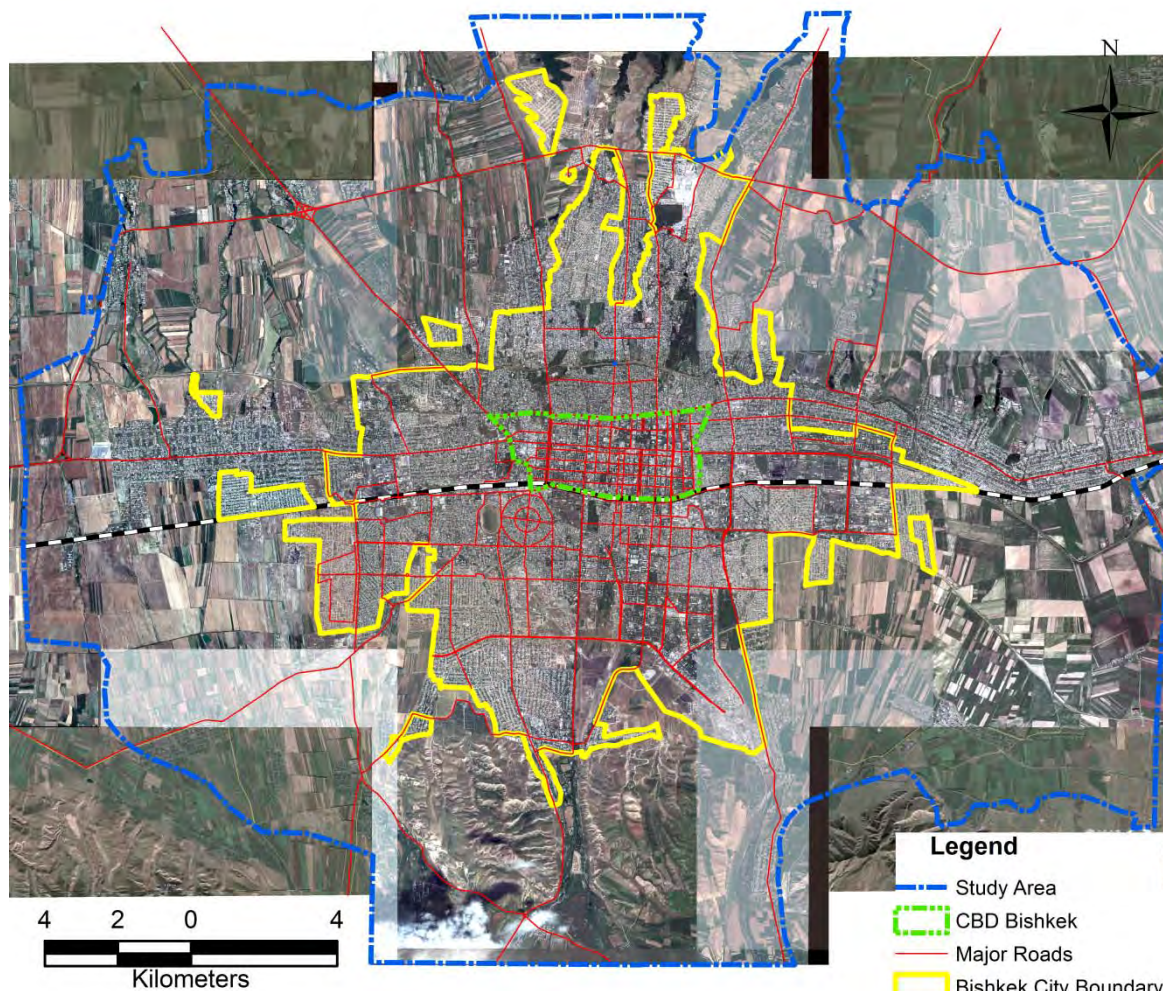 N
Legend
Study Area
CBD Bishkek
Major Roads
Bishkek City Boundary
4 2 0 4
Kilometers